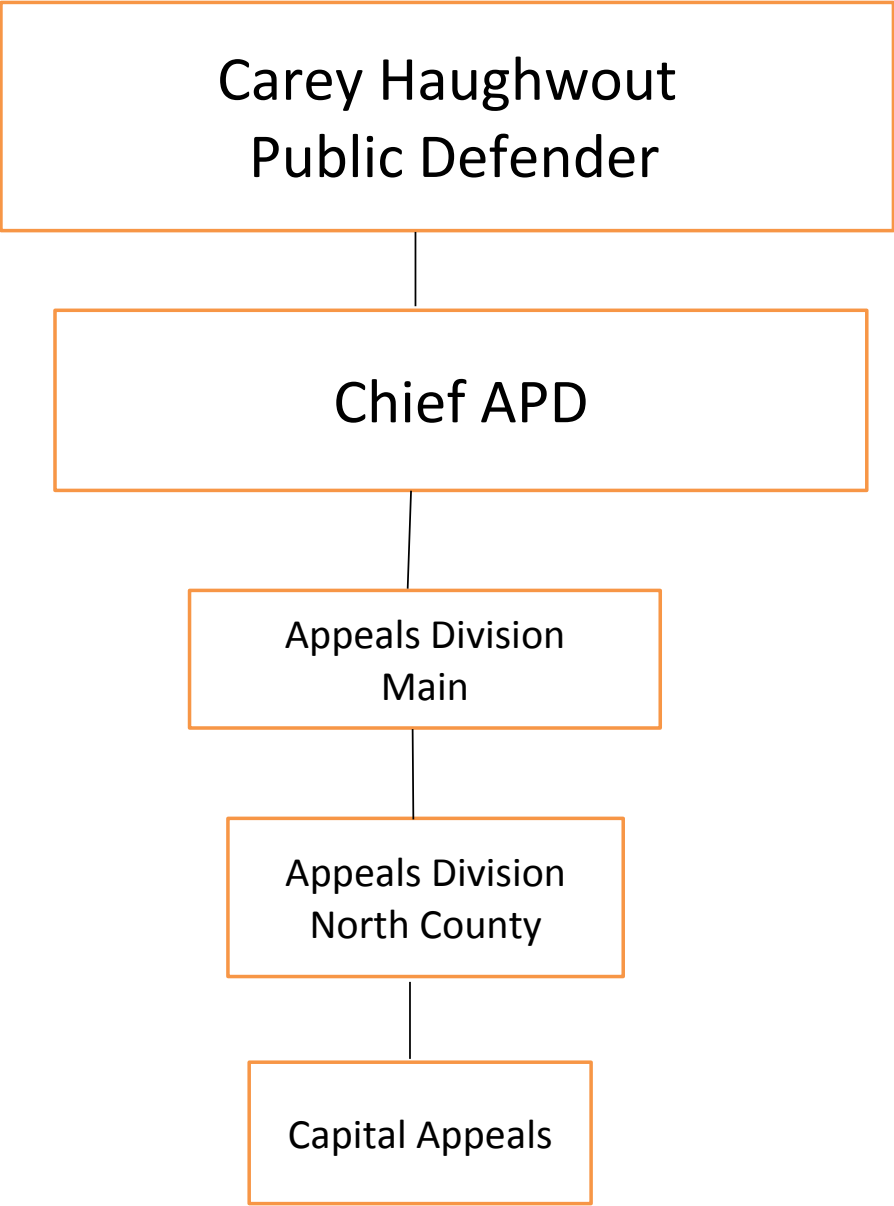 Carey Haughwout
Public Defender
Chief APD
Appeals Division
Main
Appeals Division
North County
Capital Appeals